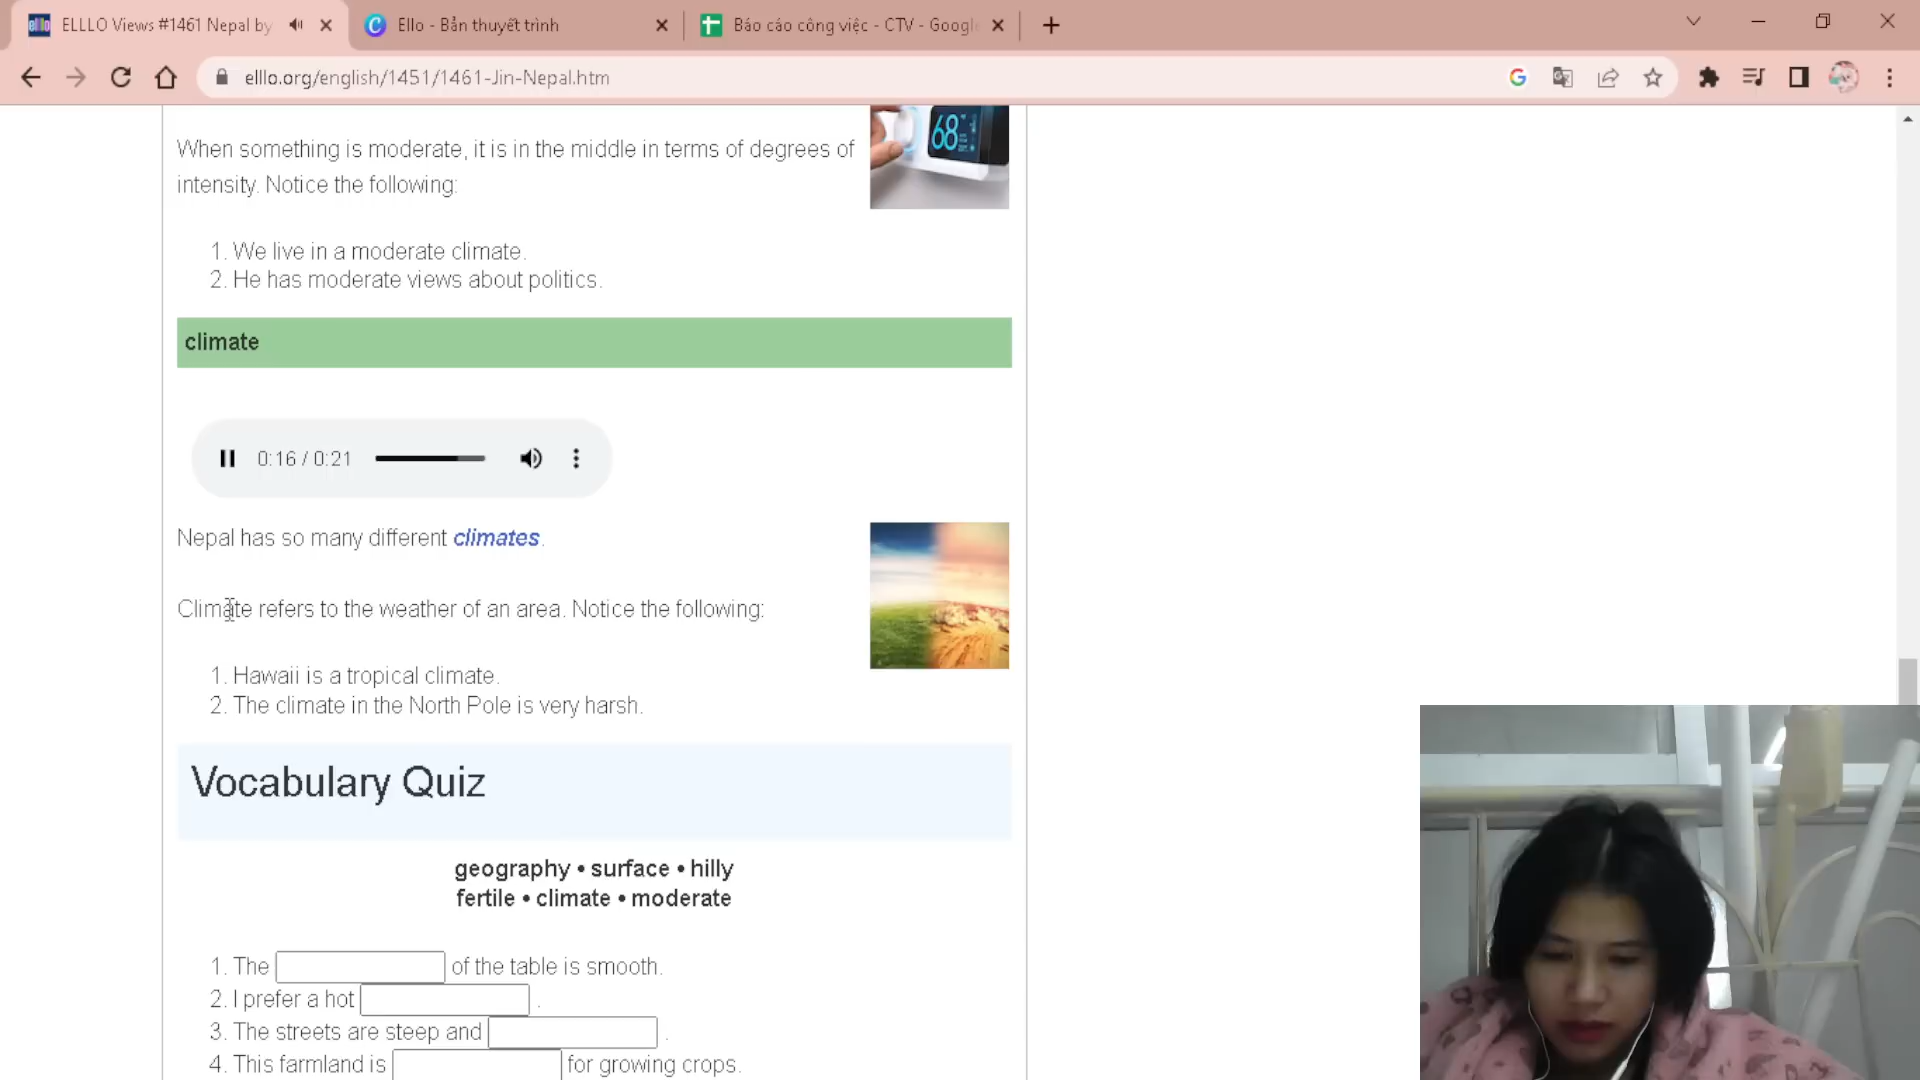 ELLLO Views #1461 Nepal by
Ello - Bản thuyết trình
Báo cáo công việc - CTV - Googl
elllo.org/english/1451/1461-Jin-Nepal.htm
68
When something is moderate, it is in the middle in terms of degrees of
intensity. Notice the following:
1. We live in a moderate climate.
2. He has moderate views about politics.
climate
0:16 / 0:21
Nepal has so many different climates.
Climate refers to the weather of an area. Notice the following:
1. Hawaii is a tropical climate.
2. The climate in the North Pole is very harsh.
Vocabulary Quiz
geography • surface • hilly
fertile • climate • moderate
1. The of the table is smooth.
2. I prefer a hot .
3. The streets are steep and .
4. This farmland is for growing crops.